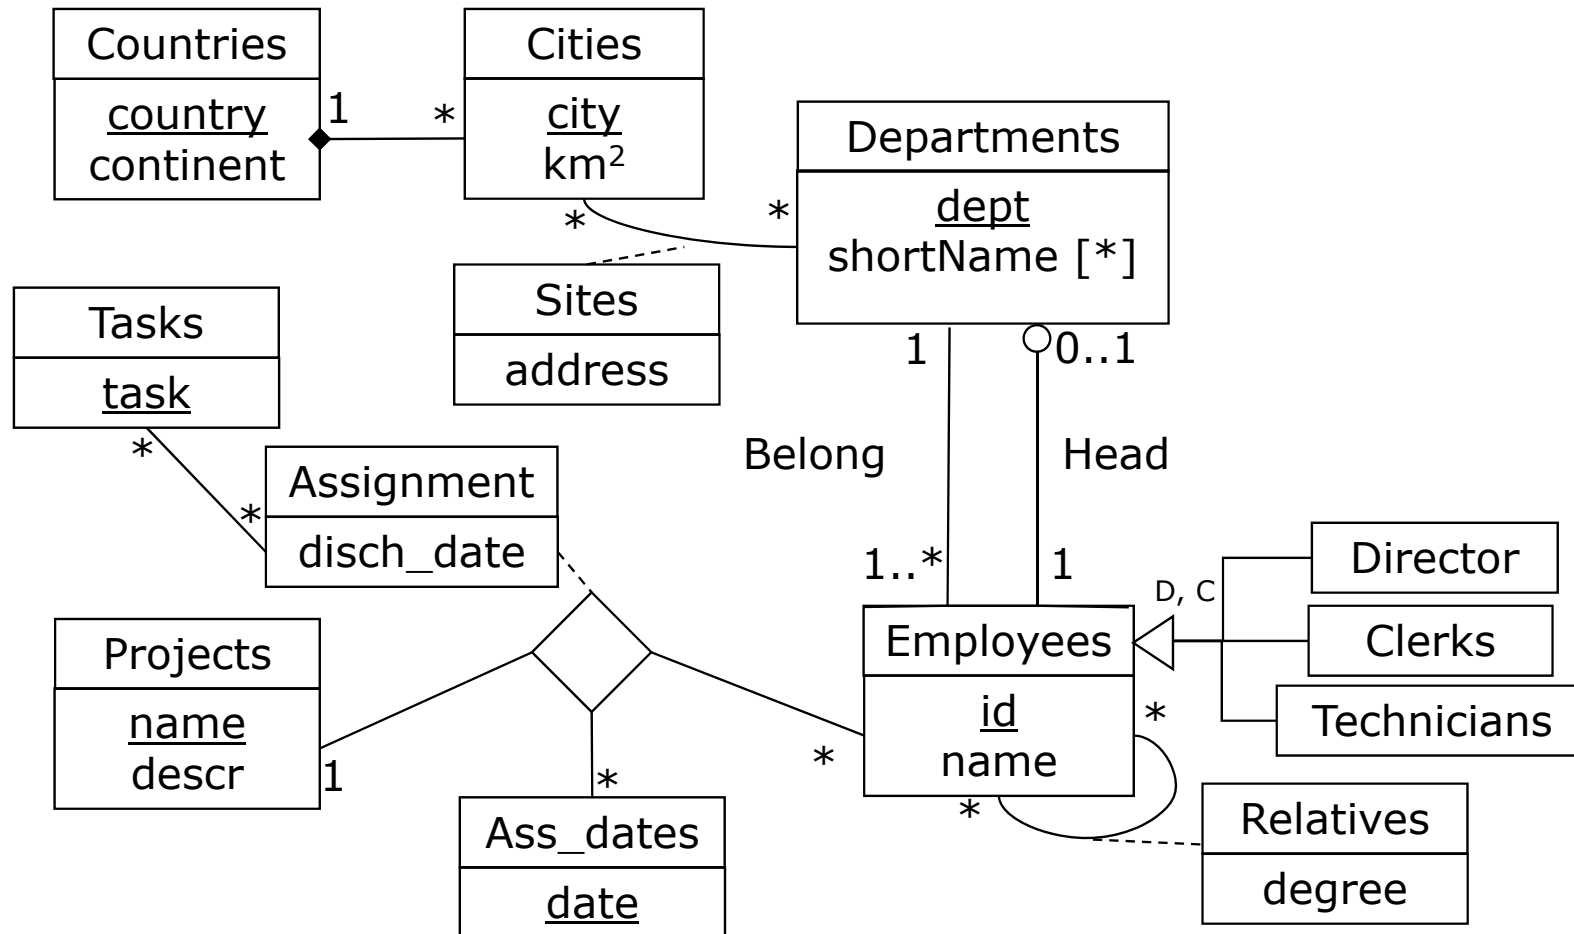 Countries
country
continent
1
*
Cities
city
km²
*
*
Departments
dept
shortName [*]
Sites
address
Tasks
task
*
*
Assignment
disch_date
1
0..1
Belong
Head
1..*
1
D, C
Director
Clerks
Technicians
Projects
name
descr
1
*
*
Employees
id
name
*
*
Ass_dates
date
Relatives
degree